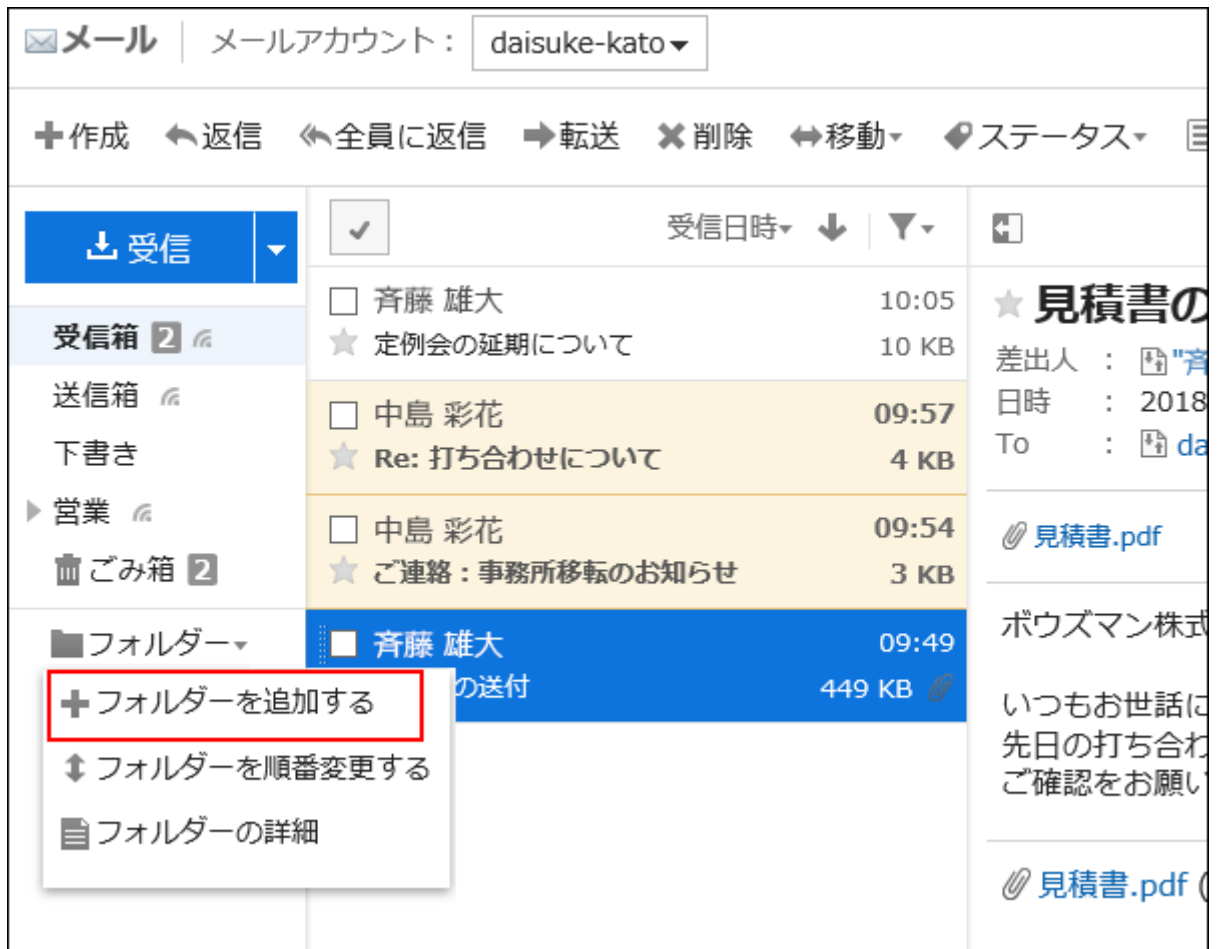 メール メールアカウント： daisuke-kato
作成 返信 全員に返信 転送 削除 移動 ステータス
受信
受信箱 2
送信箱
下書き
営業
ごみ箱 2
フォルダー
フォルダーを追加する
フォルダーを順番変更する
フォルダーの詳細
受信日時
斉藤 雄大 10:05
定例会の延期について 10 KB
中島 彩花 09:57
Re: 打ち合わせについて 4 KB
中島 彩花 09:54
ご連絡：事務所移転のお知らせ 3 KB
斉藤 雄大 09:49
の送付 449 KB
見積書の
差出人 ： "斉
日時 ： 2018
To ： da
見積書.pdf
ボウズマン株式
いつもお世話に
先日の打ち合わ
ご確認をお願い
見積書.pdf (